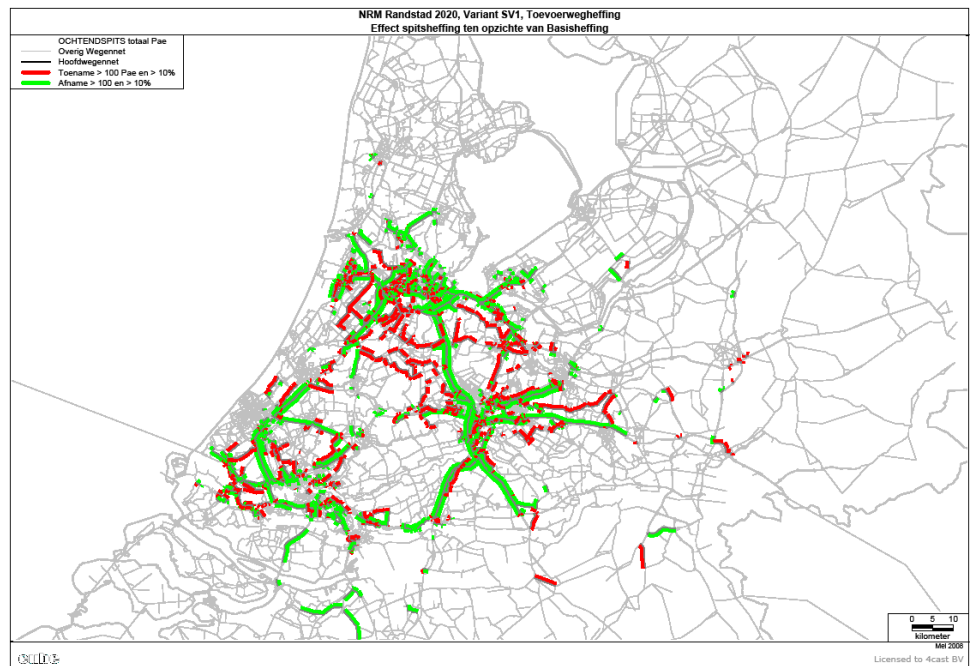 NRM Randstad 2020, Variant SV1, Toevoerwegheffing
Effect spitsheffing ten opzichte van Basisheffing
OCHTENDSPITS totaal Pae
Overig Wegennet
Hoofdwegennet
Toename > 100 Pae en > 10%
Afname > 100 en > 10%
0 5 10
kilometer
Mei 2008
Licensed to 4cast BV